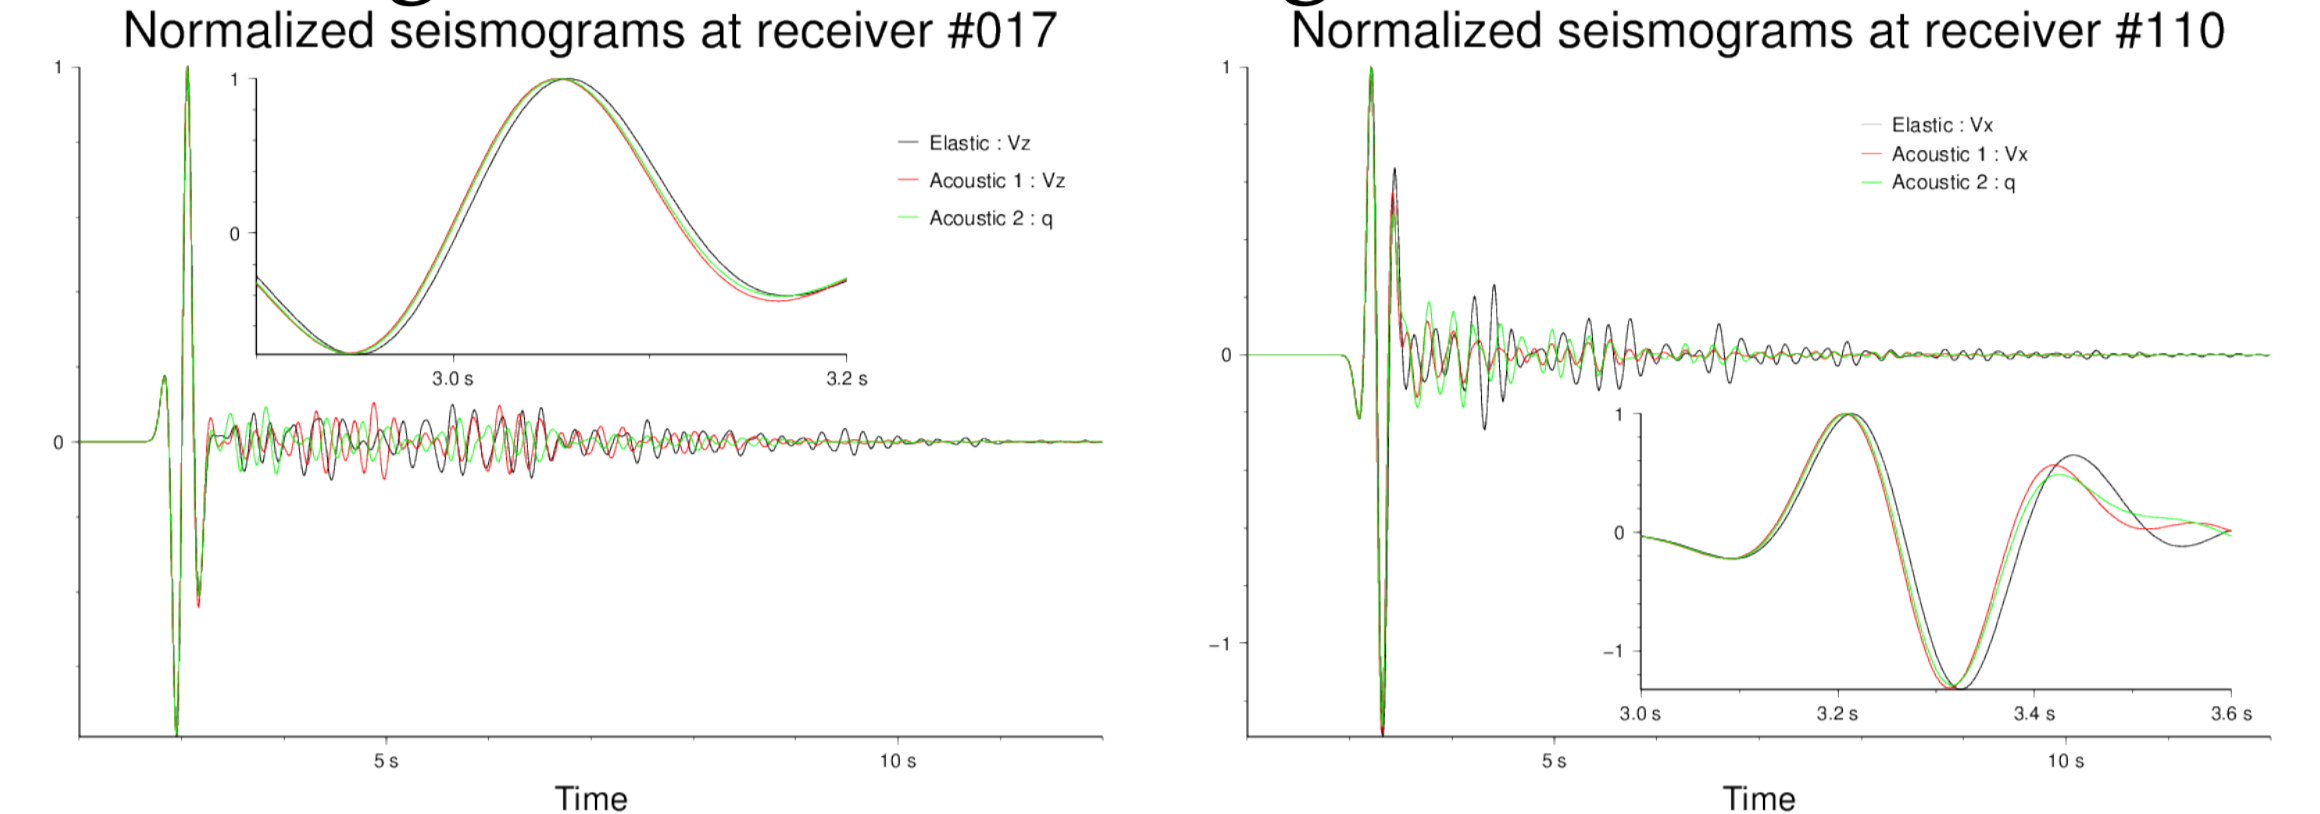 Normalized seismograms at receiver #017
1
0
1
0
3.0 s
3.2 s
Elastic : Vz
Acoustic 1 : Vz
Acoustic 2 : q
5 s
10 s
Time
Normalized seismograms at receiver #110
1
0
−1
Elastic : Vx
Acoustic 1 : Vx
Acoustic 2 : q
1
0
−1
3.0 s
3.2 s
3.4 s
3.6 s
5 s
10 s
Time